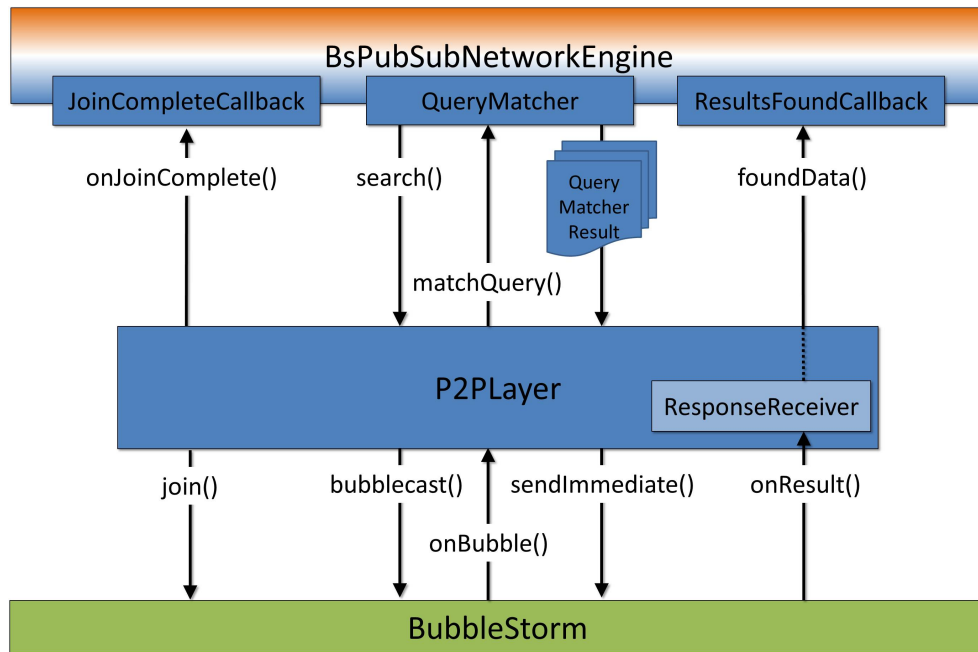 BsPubSubNetworkEngine
JoinCompleteCallback
QueryMatcher
ResultsFoundCallback
onJoinComplete()
search()
Query
Matcher
Result
foundData()
matchQuery()
P2PLayer
ResponseReceiver
join()
bubblecast()
sendImmediate()
onResult()
onBubble()
BubbleStorm